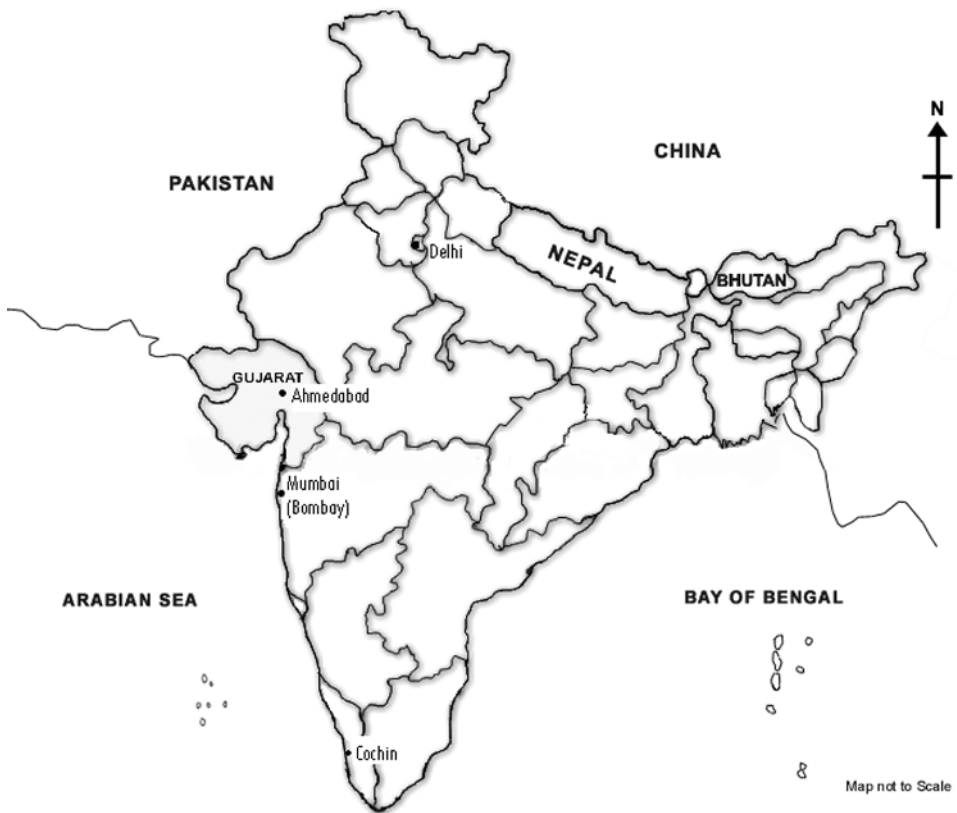 N
CHINA
PAKISTAN
Delhi
NEPAL
BHUTAN
GUJARAT
Ahmedabad
Mumbai
(Bombay)
ARABIAN SEA
BAY OF BENGAL
Cochin
Map not to Scale